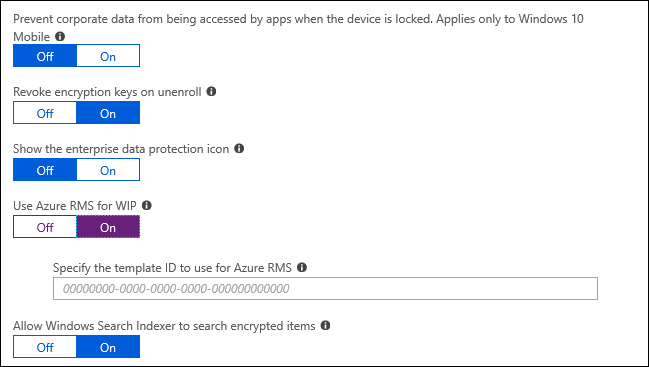 Prevent corporate data from being accessed by apps when the device is locked. Applies only to Windows 10
Mobile
Off On
Revoke encryption keys on unenroll
Off On
Show the enterprise data protection icon
Off On
Use Azure RMS for WIP
Off On
Specify the template ID to use for Azure RMS
00000000-0000-0000-0000-000000000000
Allow Windows Search Indexer to search encrypted items
Off On